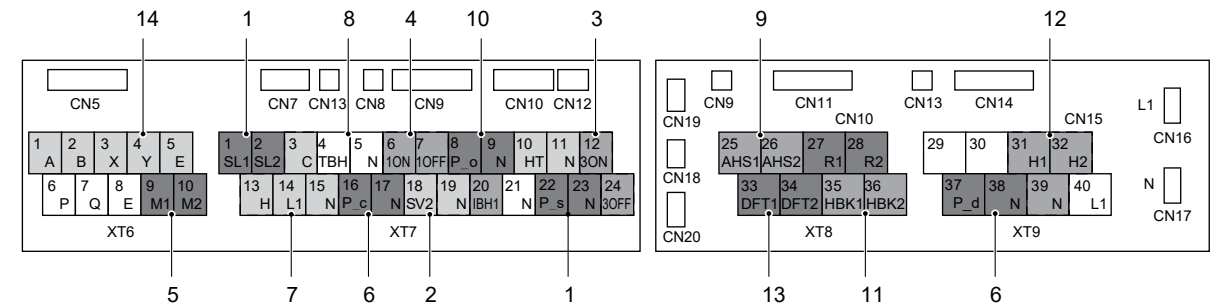 14 1 8 4 10 3 9 12
CN5 CN7 CN13 CN8 CN9 CN10 CN12
CN19 CN9 CN11 CN13 CN14 L1
CN16
CN10 CN15
1 2 3 4 5 1 2 3 4 5 6 7 8 9 10 11 12
A B X Y E SL1 SL2 C TBH N 1ON 1OFF P_o N HT N 3ON
25 26 27 28 29 30 31 32
AHS1 AHS2 R1 R2 H1 H2
CN18
6 7 8 9 10 13 14 15 16 17 18 19 20 21 22 23 24
P Q E M1 M2 H L1 N P_c N SV2 N IBH1 N P_s N 3OFF
33 34 35 36 37 38 39 40
DFT1 DFT2 HBK1 HBK2 P_d N N L1
N
CN17
CN20
XT6 XT7 XT8 XT9
5 7 6 2 1 13 11 6